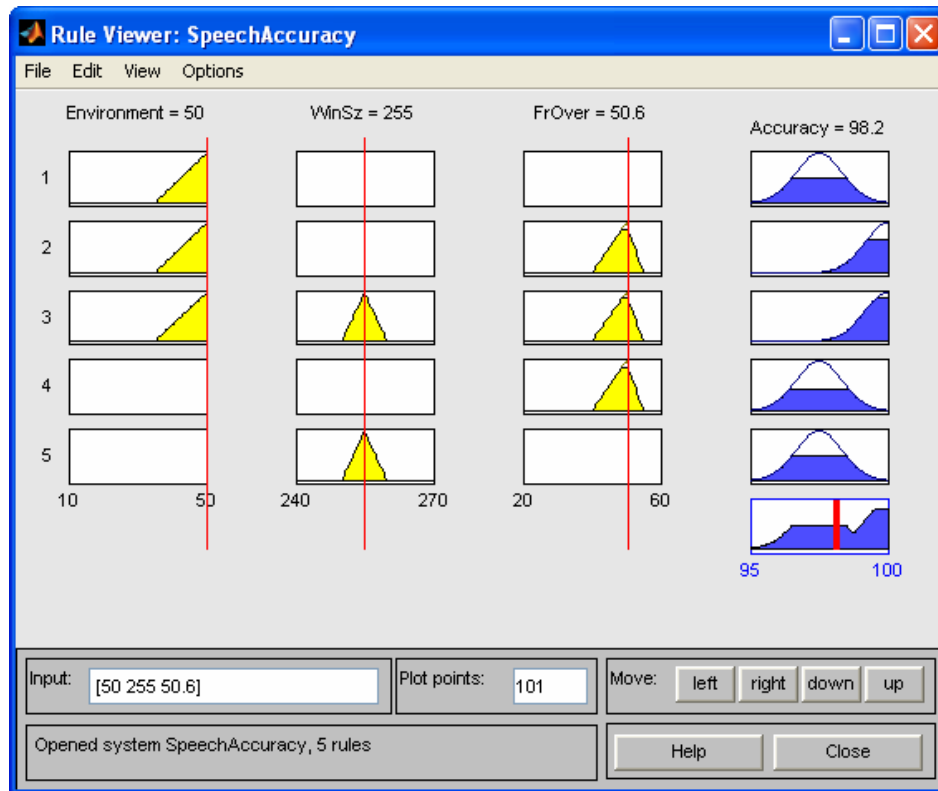 Rule Viewer: SpeechAccuracy
File Edit View Options
Environment = 50 WinSz = 255 FrOver = 50.6 Accuracy = 98.2
1
2
3
4
5
10 50 240 270 20 60
95 100
Input: [50 255 50.6] Plot points: 101 Move: left right down up
Opened system SpeechAccuracy, 5 rules Help Close